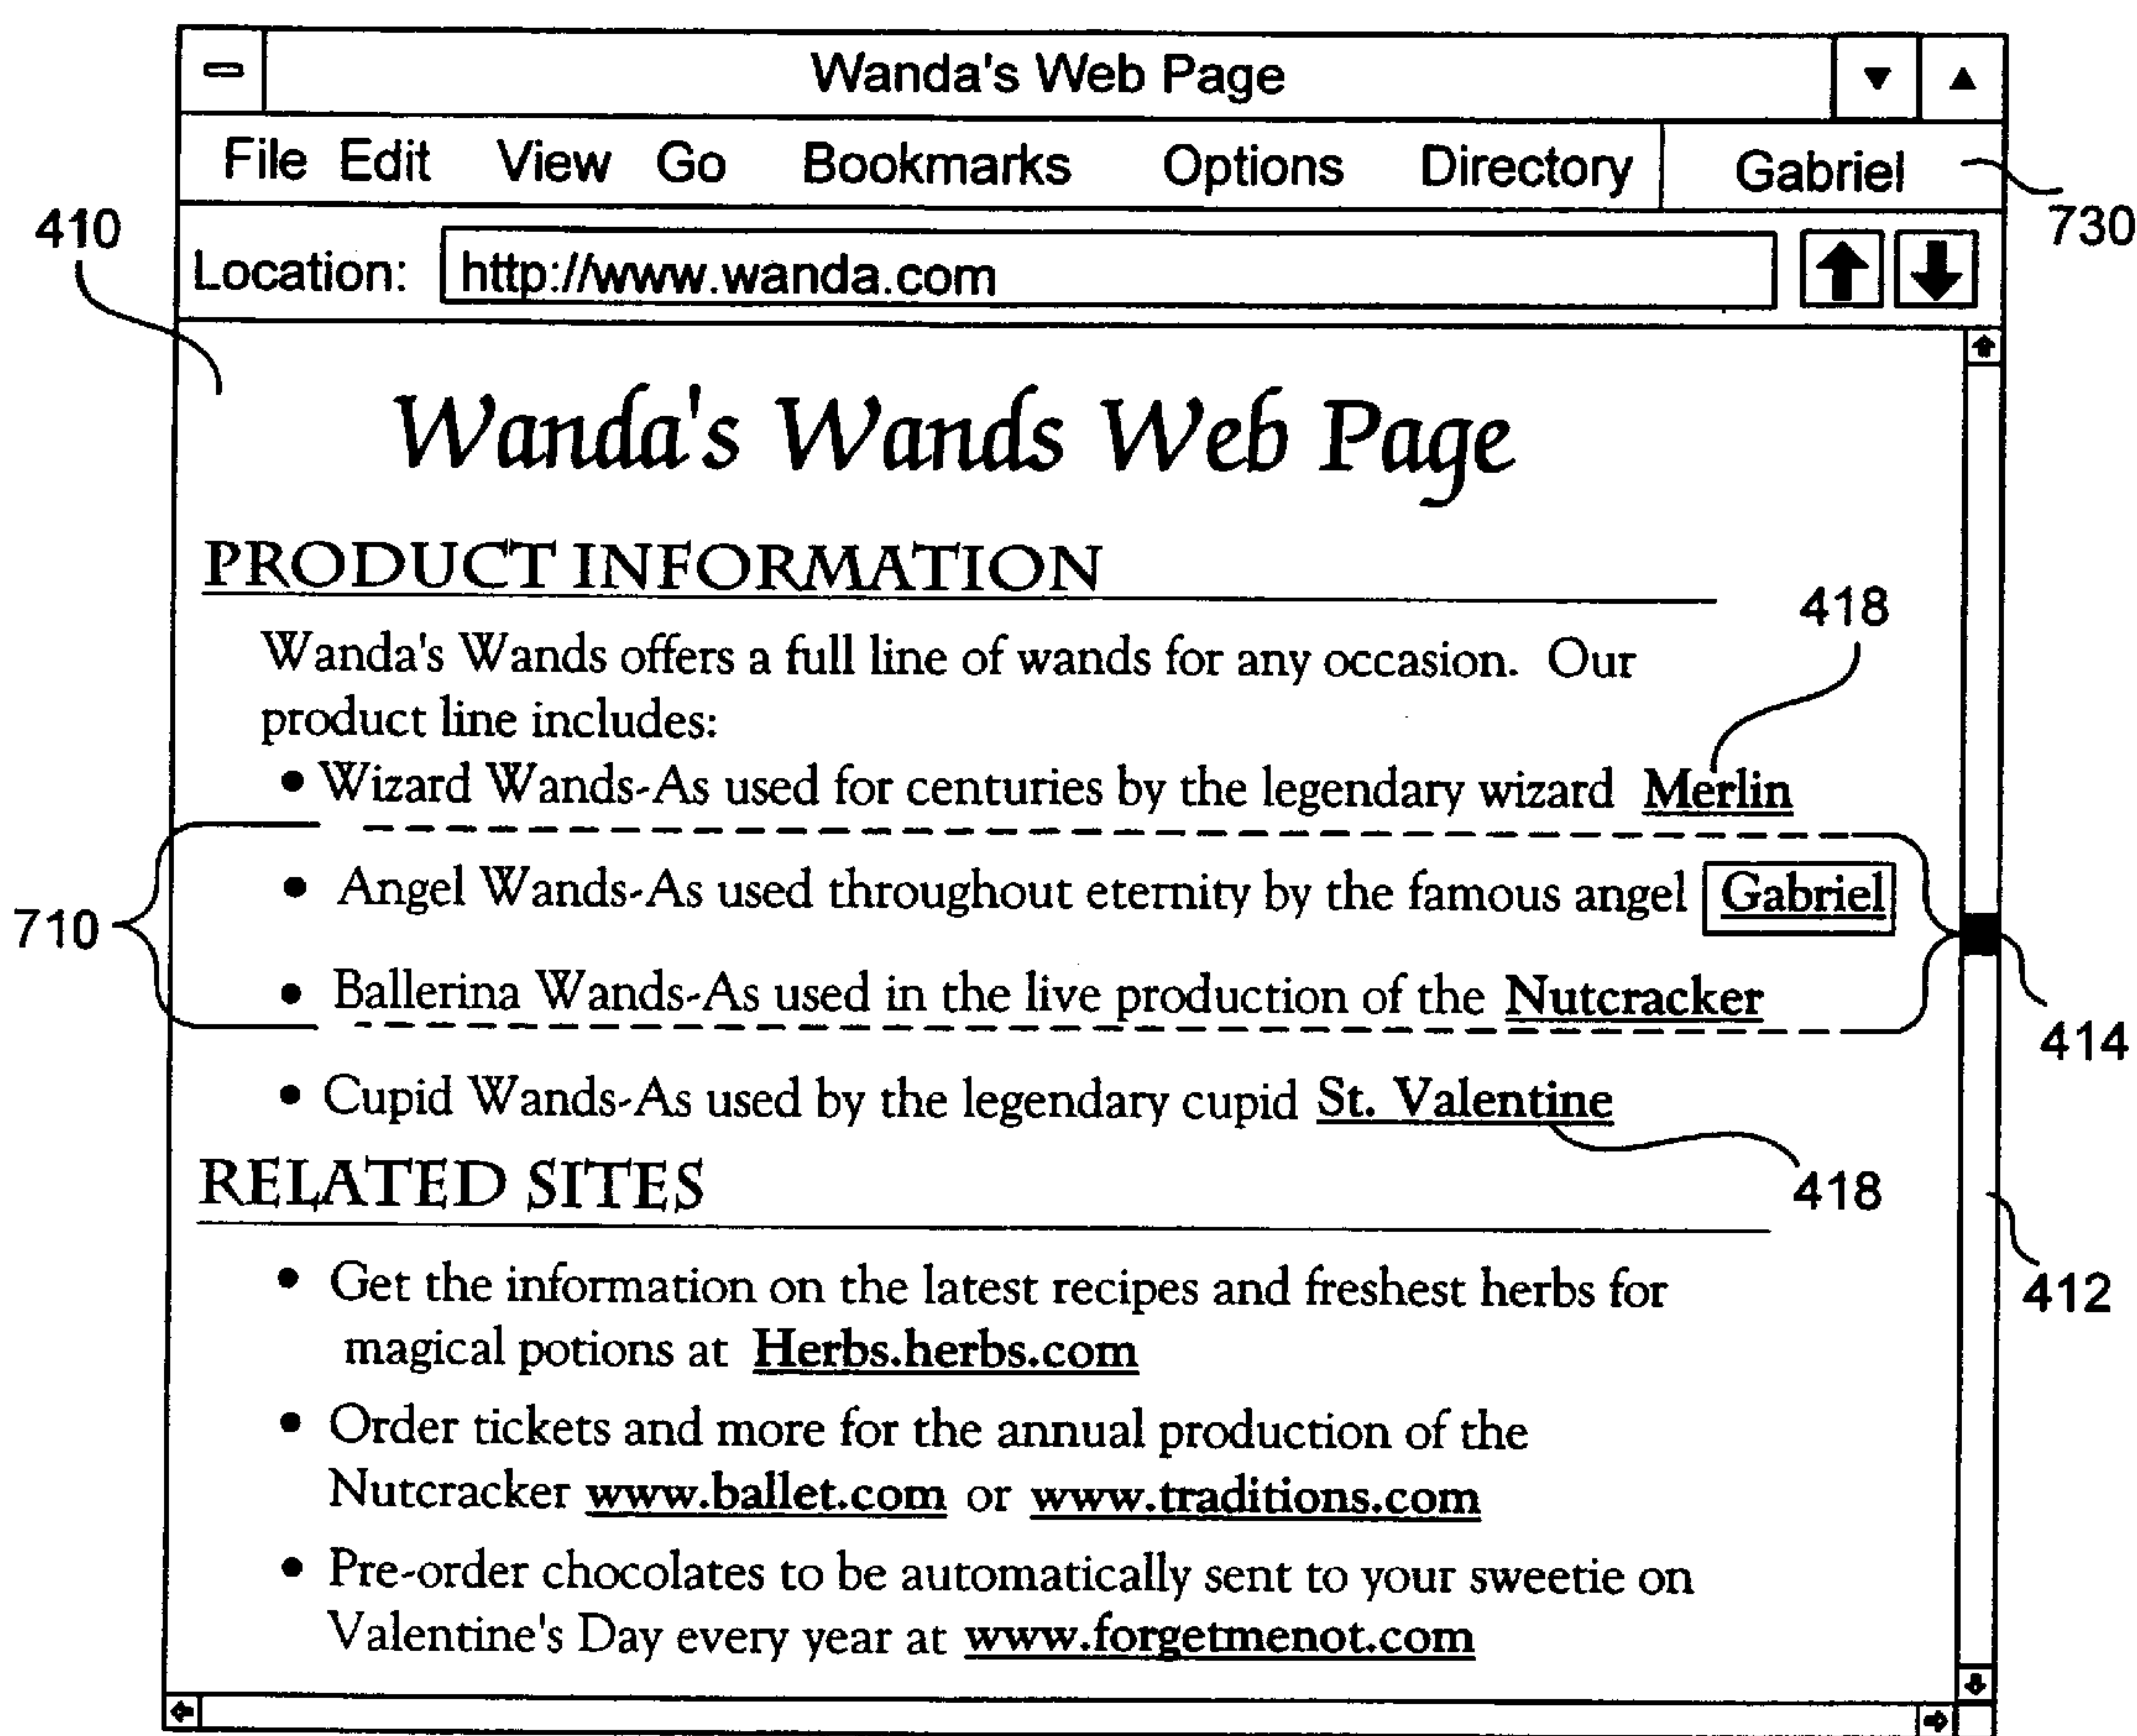 Wanda's Web Page
File Edit View Go Bookmarks Options Directory Gabriel
730
410
Location: http://www.wanda.com
Wanda's Wands Web Page
PRODUCT INFORMATION
418
Wanda's Wands offers a full line of wands for any occasion. Our
product line includes:
• Wizard Wands-As used for centuries by the legendary wizard Merlin
• Angel Wands-As used throughout eternity by the famous angel Gabriel
710
• Ballerina Wands-As used in the live production of the Nutcracker
414
• Cupid Wands-As used by the legendary cupid St. Valentine
RELATED SITES
418
• Get the information on the latest recipes and freshest herbs for
412
magical potions at Herbs.herbs.com
• Order tickets and more for the annual production of the
Nutcracker www.ballet.com or www.traditions.com
• Pre-order chocolates to be automatically sent to your sweetie on
Valentine's Day every year at www.forgetmenot.com